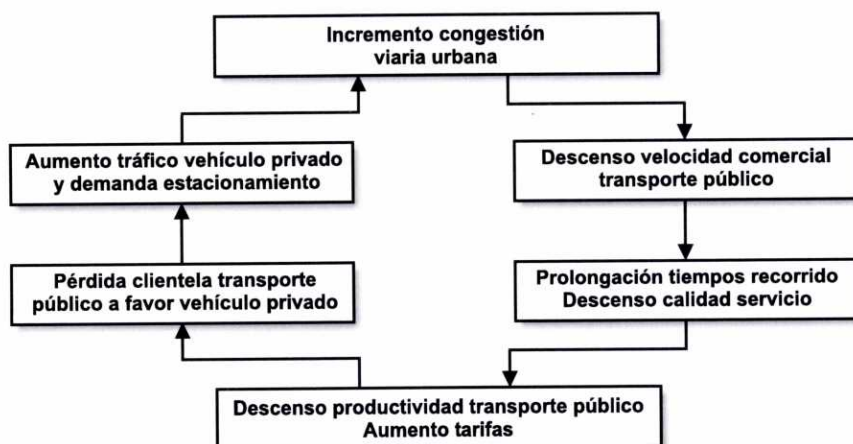 Incremento congestión
viaria urbana
Descenso velocidad comercial
transporte público
Prolongación tiempos recorrido
Descenso calidad servicio
Descenso productividad transporte público
Aumento tarifas
Pérdida clientela transporte
público a favor vehículo privado
Aumento tráfico vehículo privado
y demanda estacionamiento